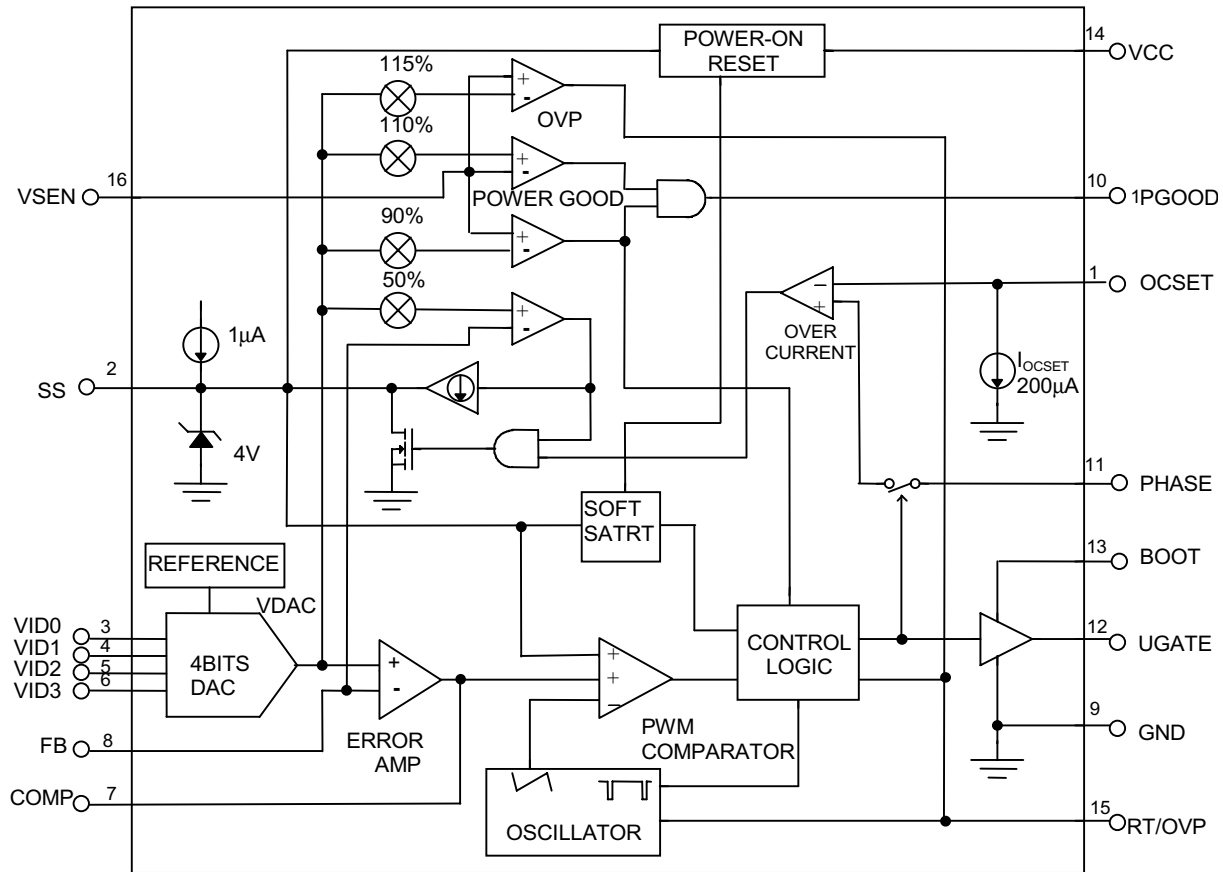 POWER-ON
RESET
14
VCC
115%
+
-
OVP
110%
+
-
16
VSEN
POWER GOOD
10
1PGOOD
90%
+
-
50%
+
-
1
OCSET
−
+
OVER
CURRENT
1μA
IOCSET
200μA
2
SS
4V
11
PHASE
SOFT
SATRT
13
BOOT
REFERENCE
VDAC
VID0
3
VID1
4
VID2
5
VID3
6
4BITS
DAC
+
-
ERROR
AMP
+
+
−
PWM
COMPARATOR
CONTROL
LOGIC
12
UGATE
9
GND
FB
8
COMP
7
OSCILLATOR
15
RT/OVP